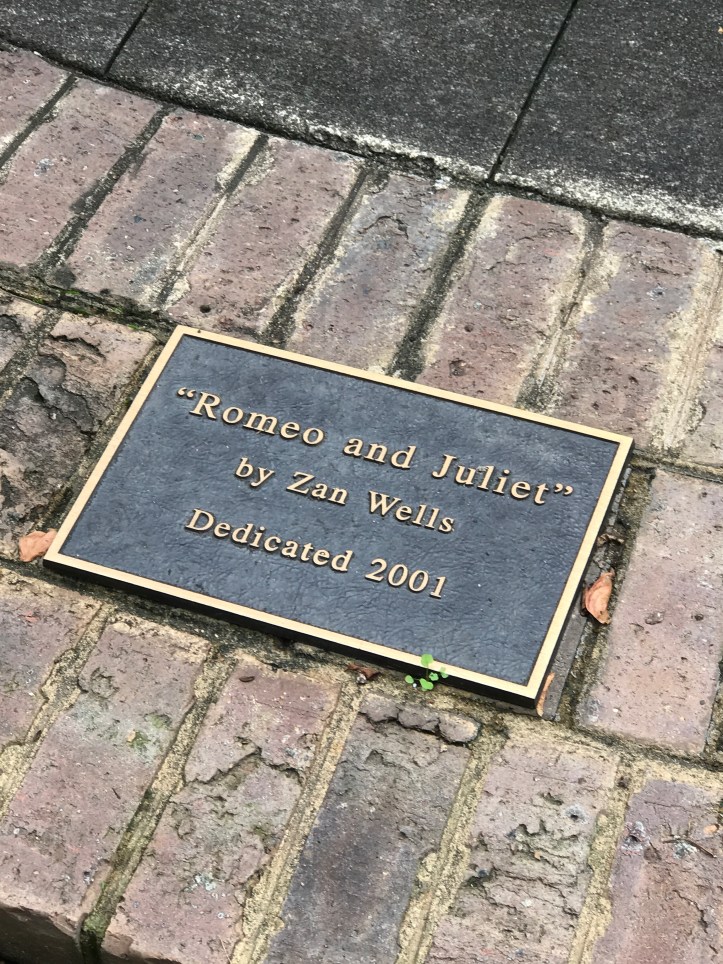 “Romeo and Juliet”
by Zan Wells
Dedicated 2001